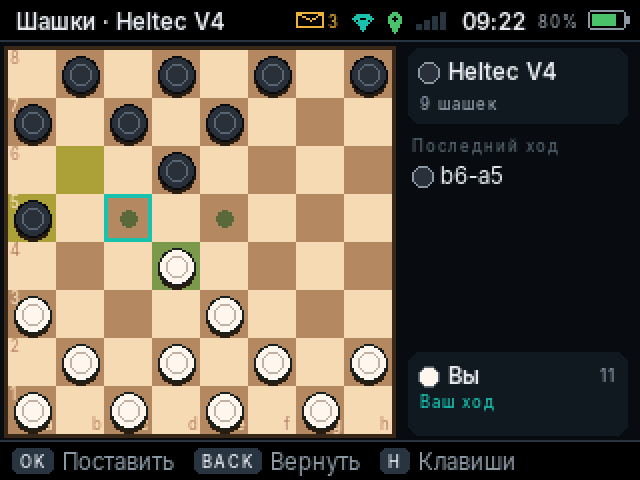 Шашки · Heltec V4 3 09:22 80%
8
7
6
5
4
3
2
1
b d f h
Heltec V4
9 шашек
Последний ход
b6-a5
Вы 11
Ваш ход
OK Поставить BACK Вернуть H Клавиши